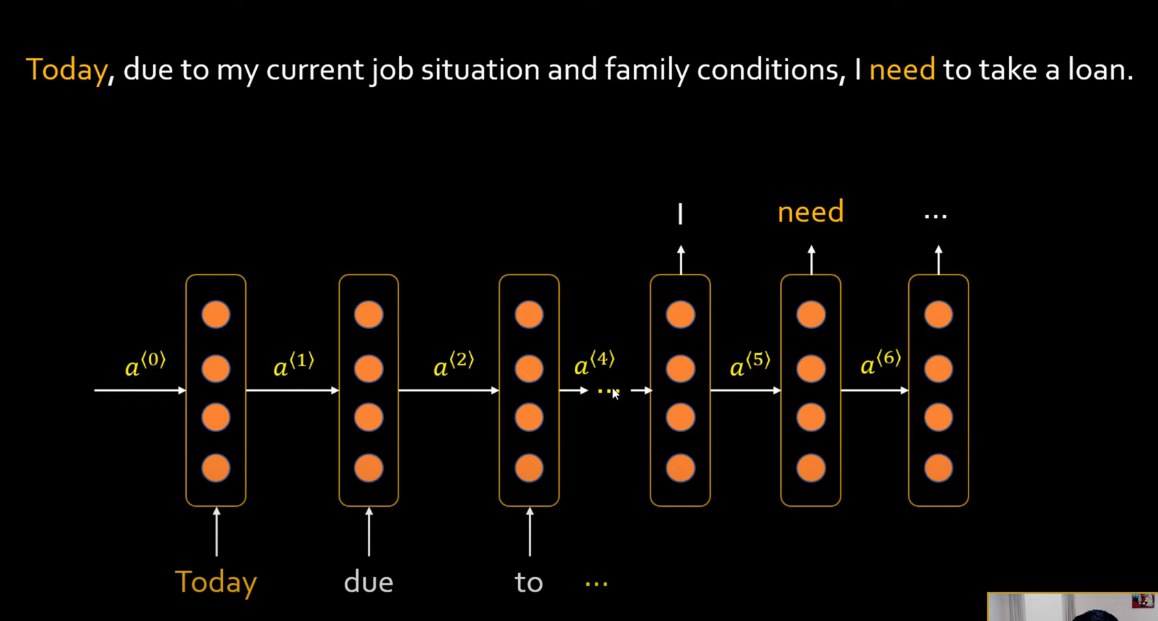 Today, due to my current job situation and family conditions, I need to take a loan.
I need ...
a⟨0⟩ a⟨1⟩ a⟨2⟩ a⟨4⟩ ... a⟨5⟩ a⟨6⟩
Today due to ...